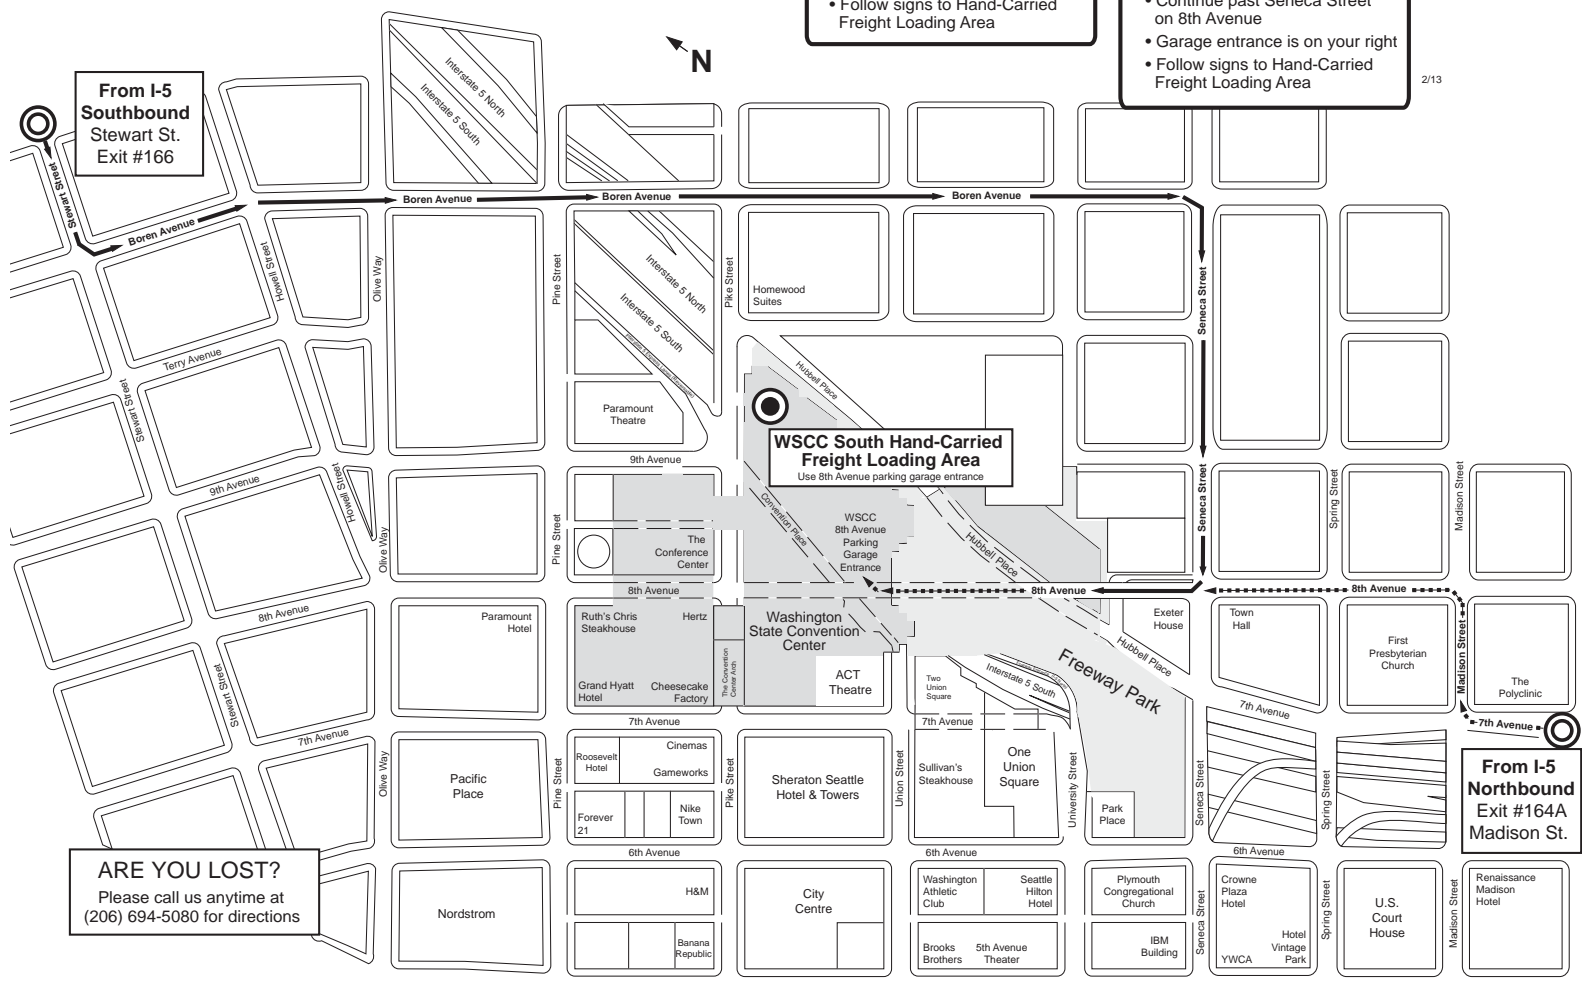 • Follow signs to Hand-Carried
Freight Loading Area
• Continue past Seneca Street
on 8th Avenue
• Garage entrance is on your right
• Follow signs to Hand-Carried
Freight Loading Area
2/13
N
From I-5
Southbound
Stewart St.
Exit #166
Interstate 5 North
Interstate 5 South
Stewart Street
Boren Avenue
Boren Avenue
Boren Avenue
Boren Avenue
Howell Street
Olive Way
Pine Street
Interstate 5 North
Interstate 5 South
Pike Street
Homewood
Suites
Seneca Street
Terry Avenue
Stewart Street
Hubbell Place
Paramount
Theatre
WSCC South Hand-Carried
Freight Loading Area
Use 8th Avenue parking garage entrance
9th Avenue
9th Avenue
Howell Street
Olive Way
Pine Street
Convention Place
WSCC
8th Avenue
Parking
Garage
Entrance
The
Conference
Center
Hubbell Place
Seneca Street
Spring Street
Madison Street
8th Avenue
8th Avenue
8th Avenue
8th Avenue
Paramount
Hotel
Ruth's Chris
Steakhouse
Hertz
Washington
State Convention
Center
Exeter
House
Town
Hall
First
Presbyterian
Church
Madison Street
The
Polyclinic
Hubbell Place
Freeway Park
Interstate 5 South
The Convention
Center Arch
ACT
Theatre
Two
Union
Square
Grand Hyatt
Hotel
Cheesecake
Factory
Stewart Street
7th Avenue
7th Avenue
7th Avenue
7th Avenue
7th Avenue
From I-5
Northbound
Exit #164A
Madison St.
Olive Way
Pacific
Place
Pine Street
Roosevelt
Hotel
Cinemas
Gameworks
Forever
21
Nike
Town
Pike Street
Sheraton Seattle
Hotel & Towers
Union Street
Sullivan's
Steakhouse
One
Union
Square
University Street
Park
Place
Seneca Street
Spring Street
6th Avenue
6th Avenue
6th Avenue
ARE YOU LOST?
Please call us anytime at
(206) 694-5080 for directions
Nordstrom
H&M
Banana
Republic
City
Centre
Washington
Athletic
Club
Seattle
Hilton
Hotel
Brooks
Brothers
5th Avenue
Theater
Plymouth
Congregational
Church
IBM
Building
Seneca Street
Crowne
Plaza
Hotel
YWCA
Hotel
Vintage
Park
Spring Street
U.S.
Court
House
Madison Street
Renaissance
Madison
Hotel